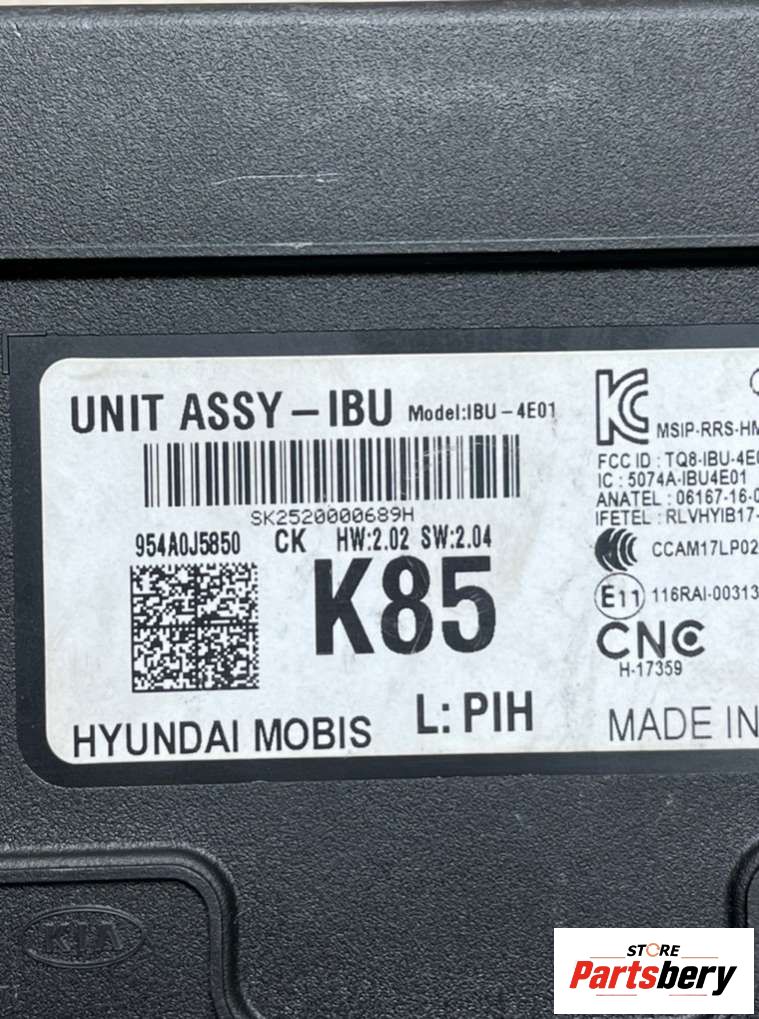 UNIT ASSY-IBU Model:IBU-4E01
SK2520000689H
954A0J5850 CK HW:2.02 SW:2.04
K85
HYUNDAI MOBIS L: PIH
MSIP-RRS-HM
FCC ID : TQ8-IBU-4E0
IC : 5074A-IBU4E01
ANATEL : 06167-16-0
IFETEL : RLVHYIB17-
CCAM17LP02
E11 116RAI-00313
CNC
H-17359
MADE IN
KIA
STORE
Partsbery